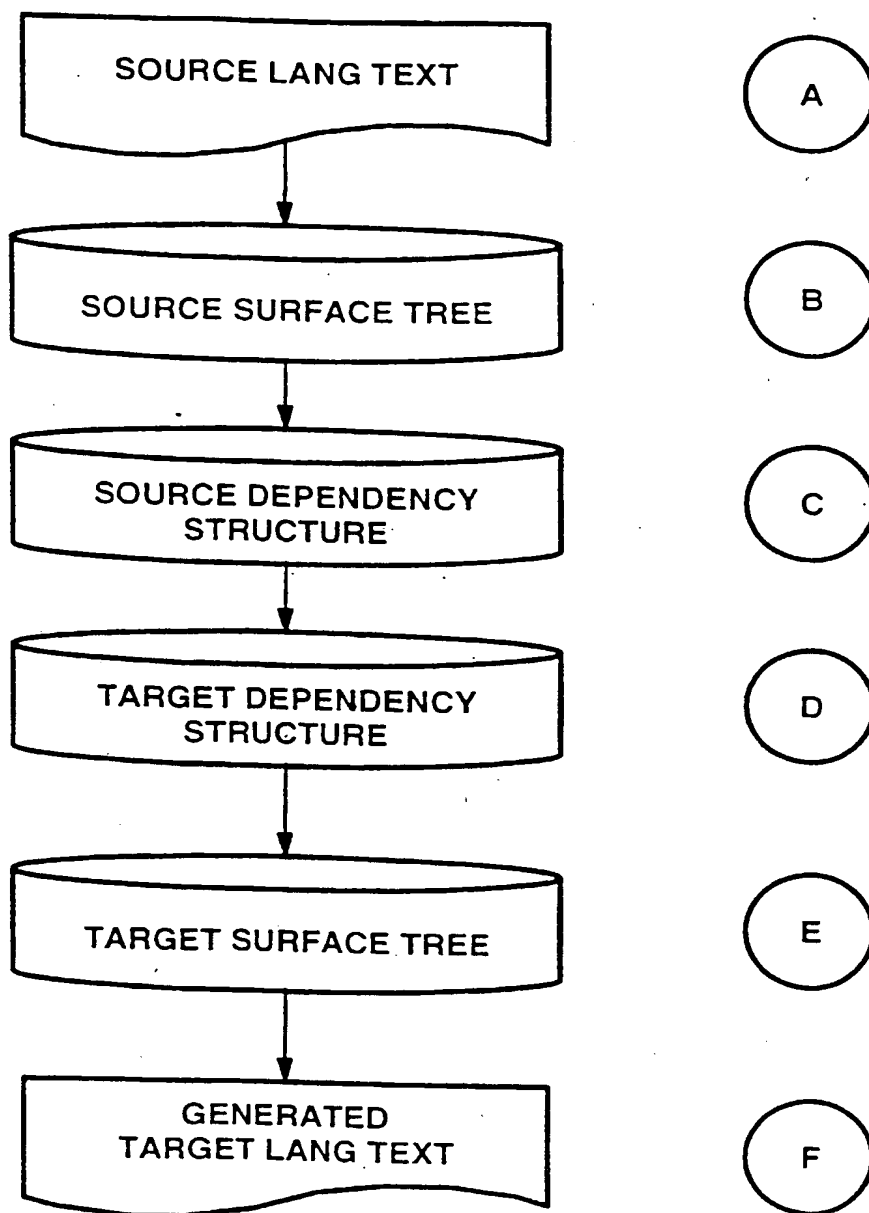 SOURCE LANG TEXT
A
SOURCE SURFACE TREE
B
SOURCE DEPENDENCY
STRUCTURE
C
TARGET DEPENDENCY
STRUCTURE
D
TARGET SURFACE TREE
E
GENERATED
TARGET LANG TEXT
F